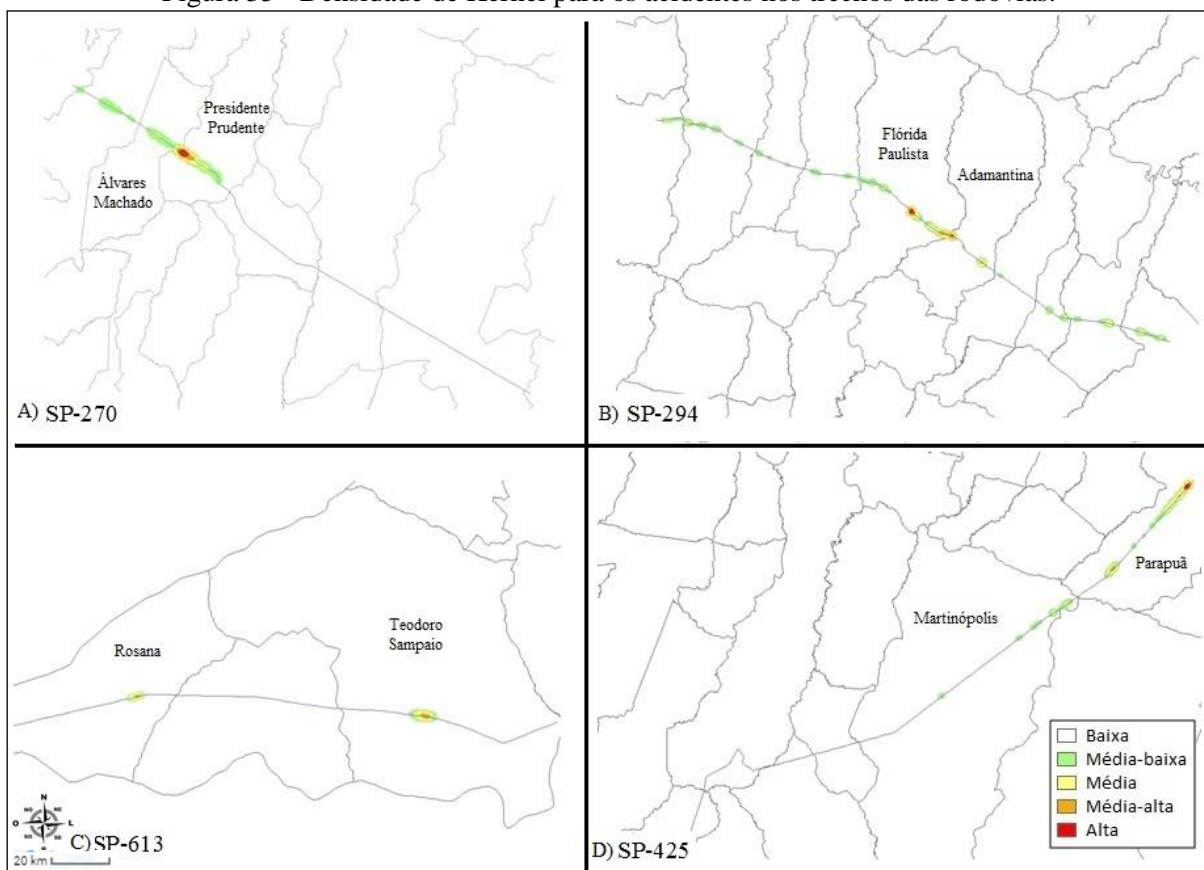 Figura 35 - Densidade de Kernel para os acidentes nos trechos das rodovias.
Presidente
Prudente
Álvares
Machado
A) SP-270
Flórida
Paulista
Adamantina
B) SP-294
Rosana
Teodoro
Sampaio
N
O
L
20 km
C) SP-613
Parapuã
Martinópolis
D) SP-425
Baixa
Média-baixa
Média
Média-alta
Alta